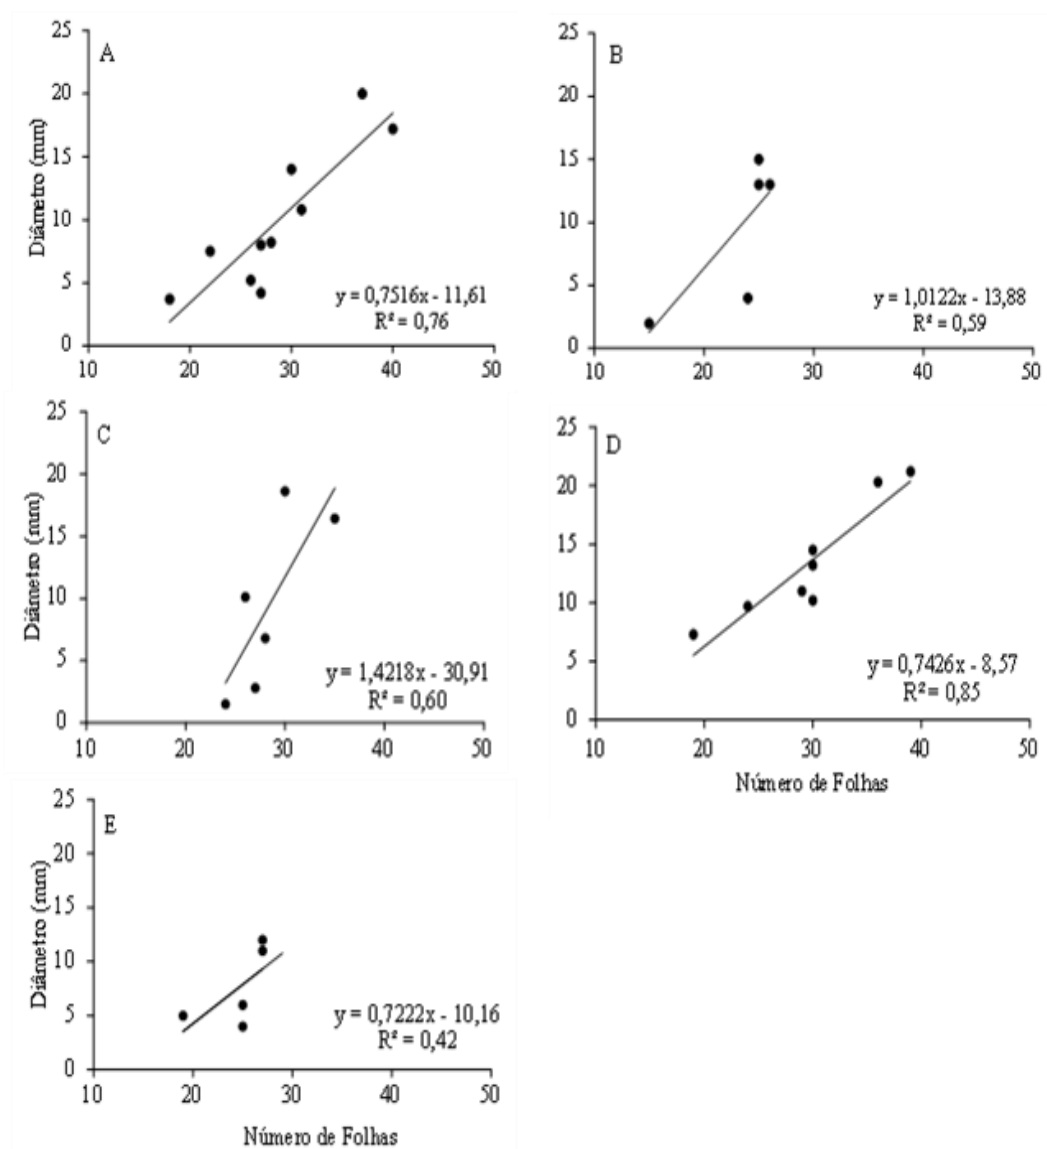 A
Diâmetro (mm)
25
20
15
10
5
0
10 20 30 40 50
y = 0,7516x - 11,61
R² = 0,76
B
25
20
15
10
5
0
10 20 30 40 50
y = 1,0122x - 13,88
R² = 0,59
C
Diâmetro (mm)
25
20
15
10
5
0
10 20 30 40 50
y = 1,4218x - 30,91
R² = 0,60
D
25
20
15
10
5
0
10 20 30 40 50
y = 0,7426x - 8,57
R² = 0,85
Número de Folhas
E
Diâmetro (mm)
25
20
15
10
5
0
10 20 30 40 50
y = 0,7222x - 10,16
R² = 0,42
Número de Folhas